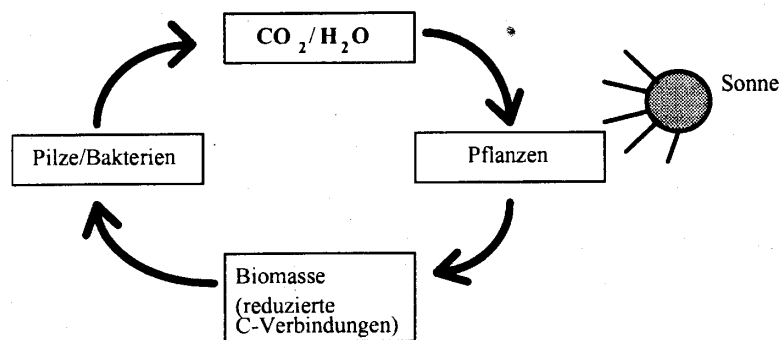 CO₂/H₂O
Sonne
Pilze/Bakterien
Pflanzen
Biomasse
(reduzierte
C-Verbindungen)